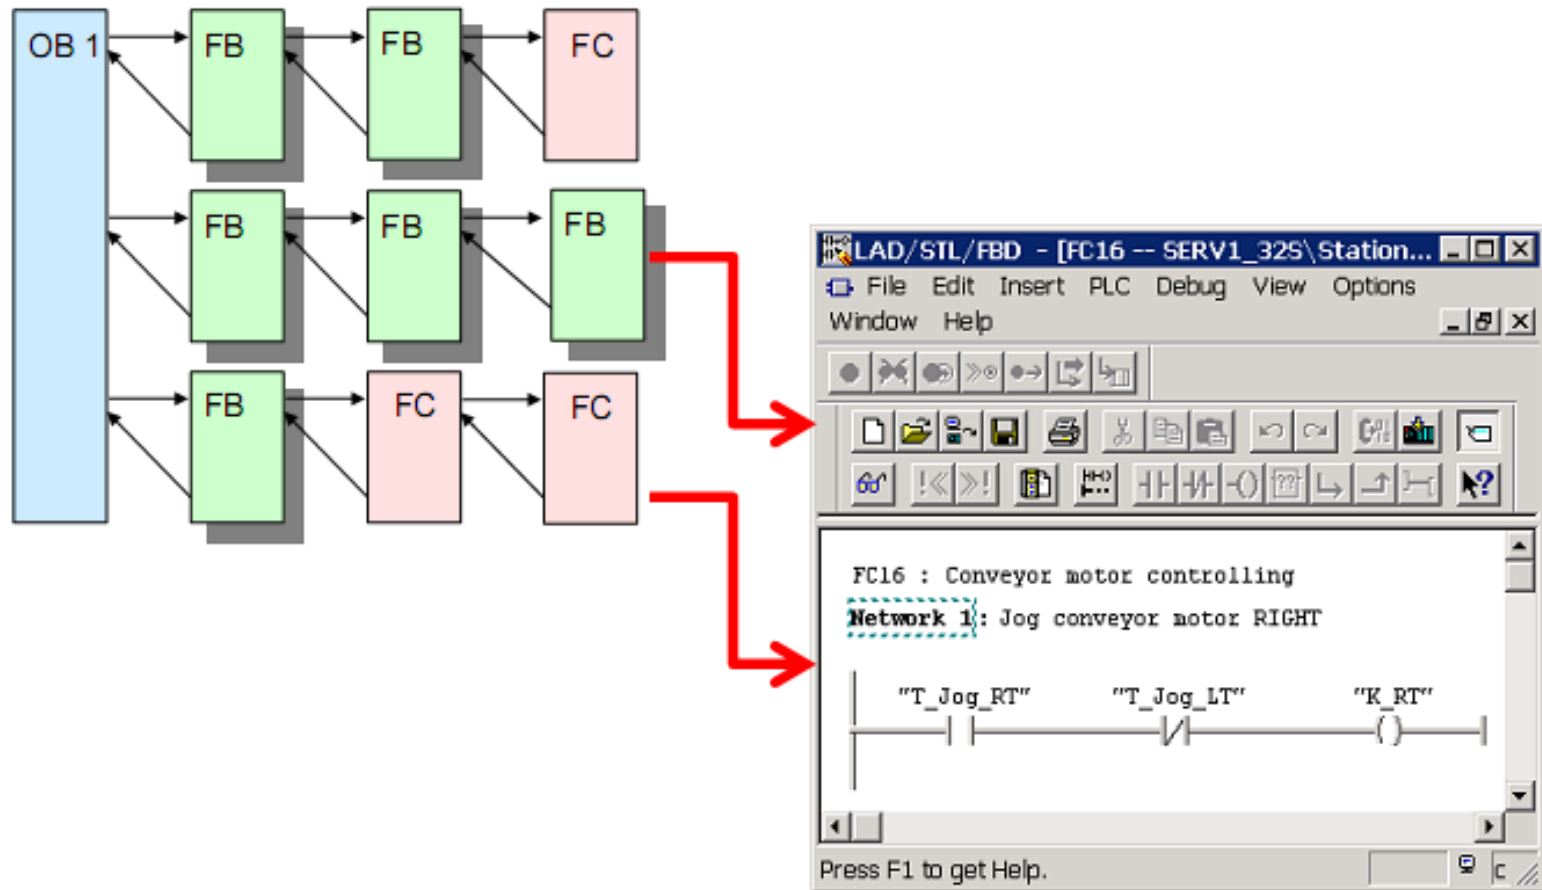 OB 1
FB
FB
FC
FB
FB
FB
FB
FC
FC
LAD/STL/FBD - [FC16 -- SERV1_32S\Station...
File Edit Insert PLC Debug View Options
Window Help
FC16 : Conveyor motor controlling
Network 1: Jog conveyor motor RIGHT
"T_Jog_RT" "T_Jog_LT" "K_RT"
Press F1 to get Help.
C